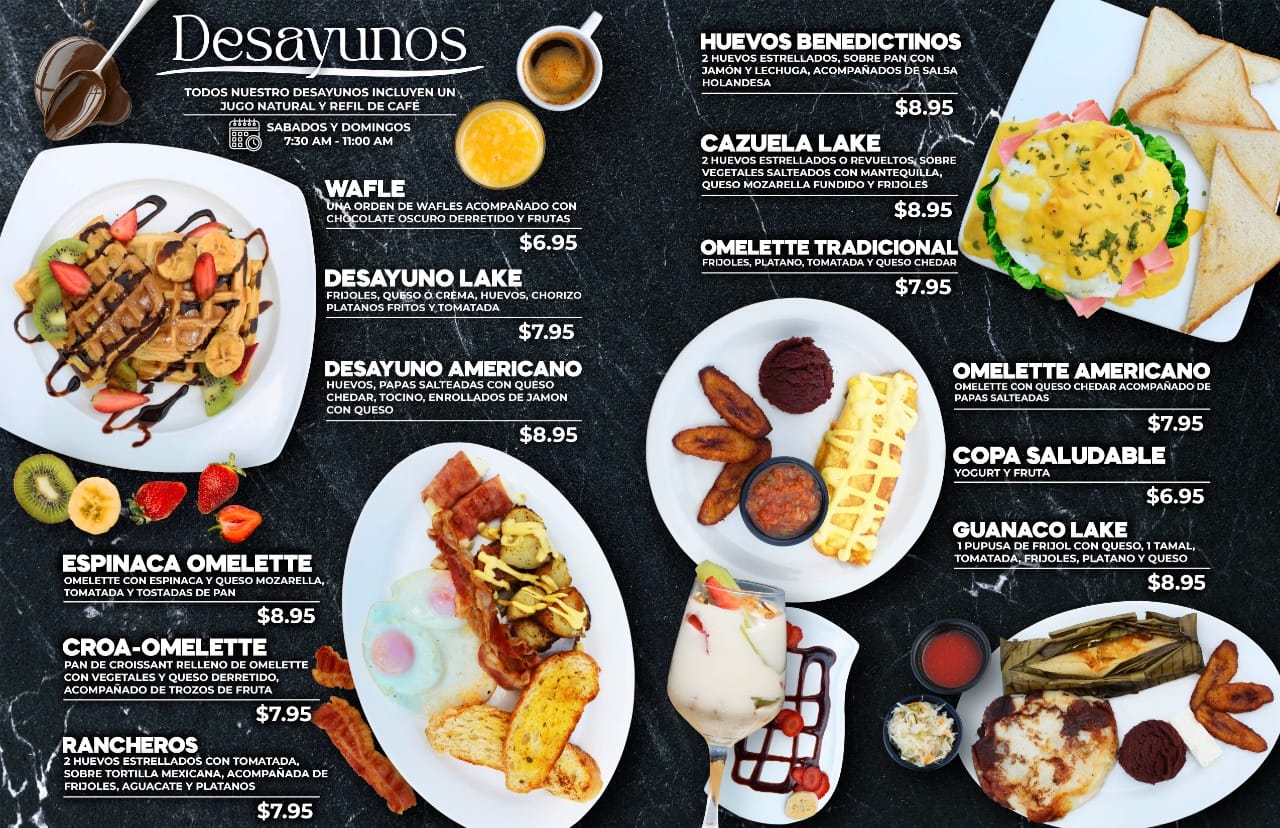 Desayunos
TODOS NUESTRO DESAYUNOS INCLUYEN UN
JUGO NATURAL Y REFIL DE CAFÉ
SABADOS Y DOMINGOS
7:30 AM - 11:00 AM
WAFLE
UNA ORDEN DE WAFLES ACOMPAÑADO CON
CHOCOLATE OSCURO DERRETIDO Y FRUTAS
$6.95
DESAYUNO LAKE
FRIJOLES, QUESO Ó CREMA, HUEVOS, CHORIZO
PLATANOS FRITOS Y TOMATADA
$7.95
DESAYUNO AMERICANO
HUEVOS, PAPAS SALTEADAS CON QUESO
CHEDAR, TOCINO, ENROLLADOS DE JAMON
CON QUESO
$8.95
ESPINACA OMELETTE
OMELETTE CON ESPINACA Y QUESO MOZARELLA,
TOMATADA Y TOSTADAS DE PAN
$8.95
CROA-OMELETTE
PAN DE CROISSANT RELLENO DE OMELETTE
CON VEGETALES Y QUESO DERRETIDO,
ACOMPAÑADO DE TROZOS DE FRUTA
$7.95
RANCHEROS
2 HUEVOS ESTRELLADOS CON TOMATADA,
SOBRE TORTILLA MEXICANA, ACOMPAÑADA DE
FRIJOLES, AGUACATE Y PLATANOS
$7.95
HUEVOS BENEDICTINOS
2 HUEVOS ESTRELLADOS, SOBRE PAN CON
JAMÓN Y LECHUGA, ACOMPAÑADOS DE SALSA
HOLANDESA
$8.95
CAZUELA LAKE
2 HUEVOS ESTRELLADOS O REVUELTOS, SOBRE
VEGETALES SALTEADOS CON MANTEQUILLA,
QUESO MOZARELLA FUNDIDO Y FRIJOLES
$8.95
OMELETTE TRADICIONAL
FRIJOLES, PLATANO, TOMATADA Y QUESO CHEDAR
$7.95
OMELETTE AMERICANO
OMELETTE CON QUESO CHEDAR ACOMPAÑADO DE
PAPAS SALTEADAS
$7.95
COPA SALUDABLE
YOGURT Y FRUTA
$6.95
GUANACO LAKE
1 PUPUSA DE FRIJOL CON QUESO, 1 TAMAL,
TOMATADA, FRIJOLES, PLATANO Y QUESO
$8.95